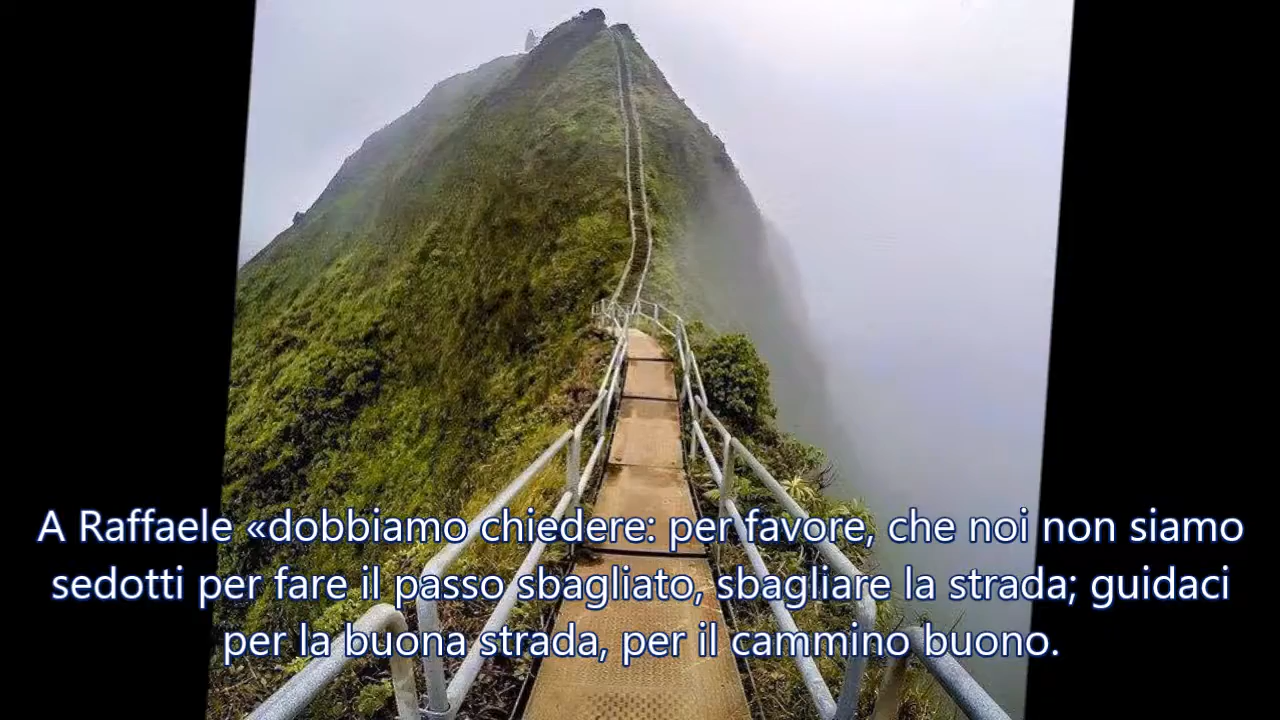 A Raffaele «dobbiamo chiedere: per favore, che noi non siamo
sedotti per fare il passo sbagliato, sbagliare la strada; guidaci
per la buona strada, per il cammino buono.